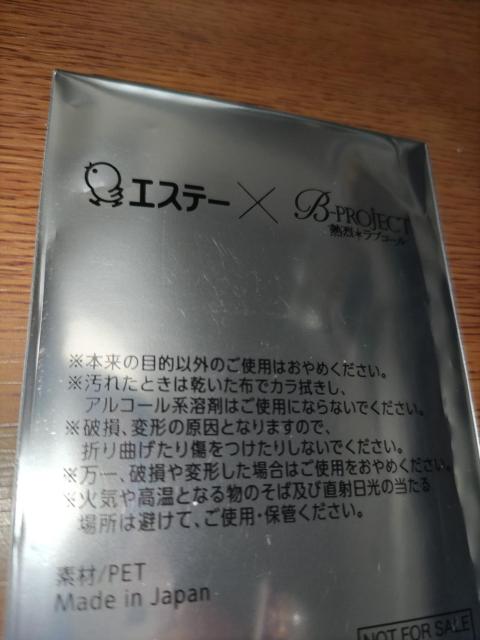 エステー × B-PROJECT
熱烈*ラブコール
※本来の目的以外のご使用はおやめください。
※汚れたときは乾いた布でカラ拭きし、
アルコール系溶剤はご使用にならないでください。
※破損、変形の原因となりますので、
折り曲げたり傷をつけたりしないでください。
※万一、破損や変形した場合はご使用をおやめください。
※火気や高温となる物のそば及び直射日光の当たる
場所は避けて、ご使用・保管ください。
素材/PET
Made in Japan
NOT FOR SALE